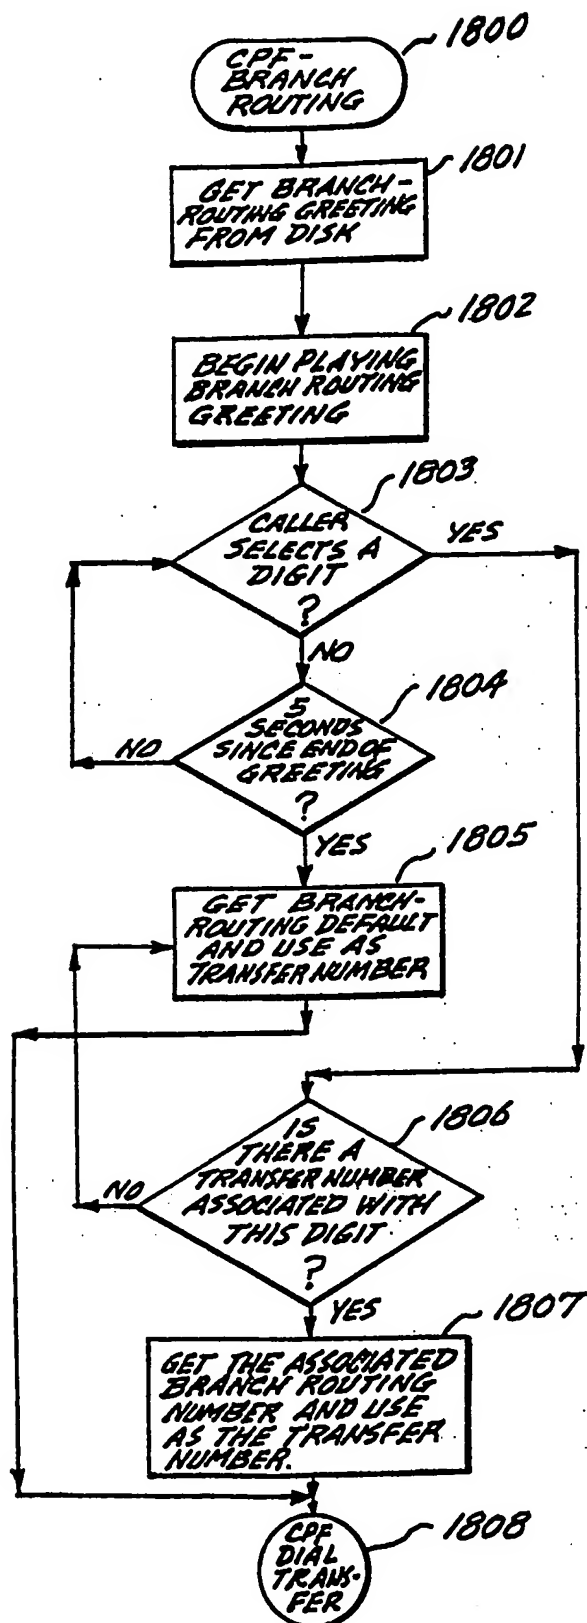 1800
CPF-
BRANCH
ROUTING
1801
GET BRANCH-
ROUTING GREETING
FROM DISK
1802
BEGIN PLAYING
BRANCH ROUTING
GREETING
1803
CALLER
SELECTS A
DIGIT
?
YES
NO
1804
5
SECONDS
SINCE END OF
GREETING
?
NO
YES
1805
GET BRANCH-
ROUTING DEFAULT
AND USE AS
TRANSFER NUMBER
1806
IS
THERE A
TRANSFER NUMBER
ASSOCIATED WITH
THIS DIGIT
?
NO
YES
1807
GET THE ASSOCIATED
BRANCH ROUTING
NUMBER AND USE
AS THE TRANSFER
NUMBER.
1808
CPF
DIAL
TRANS-
FER